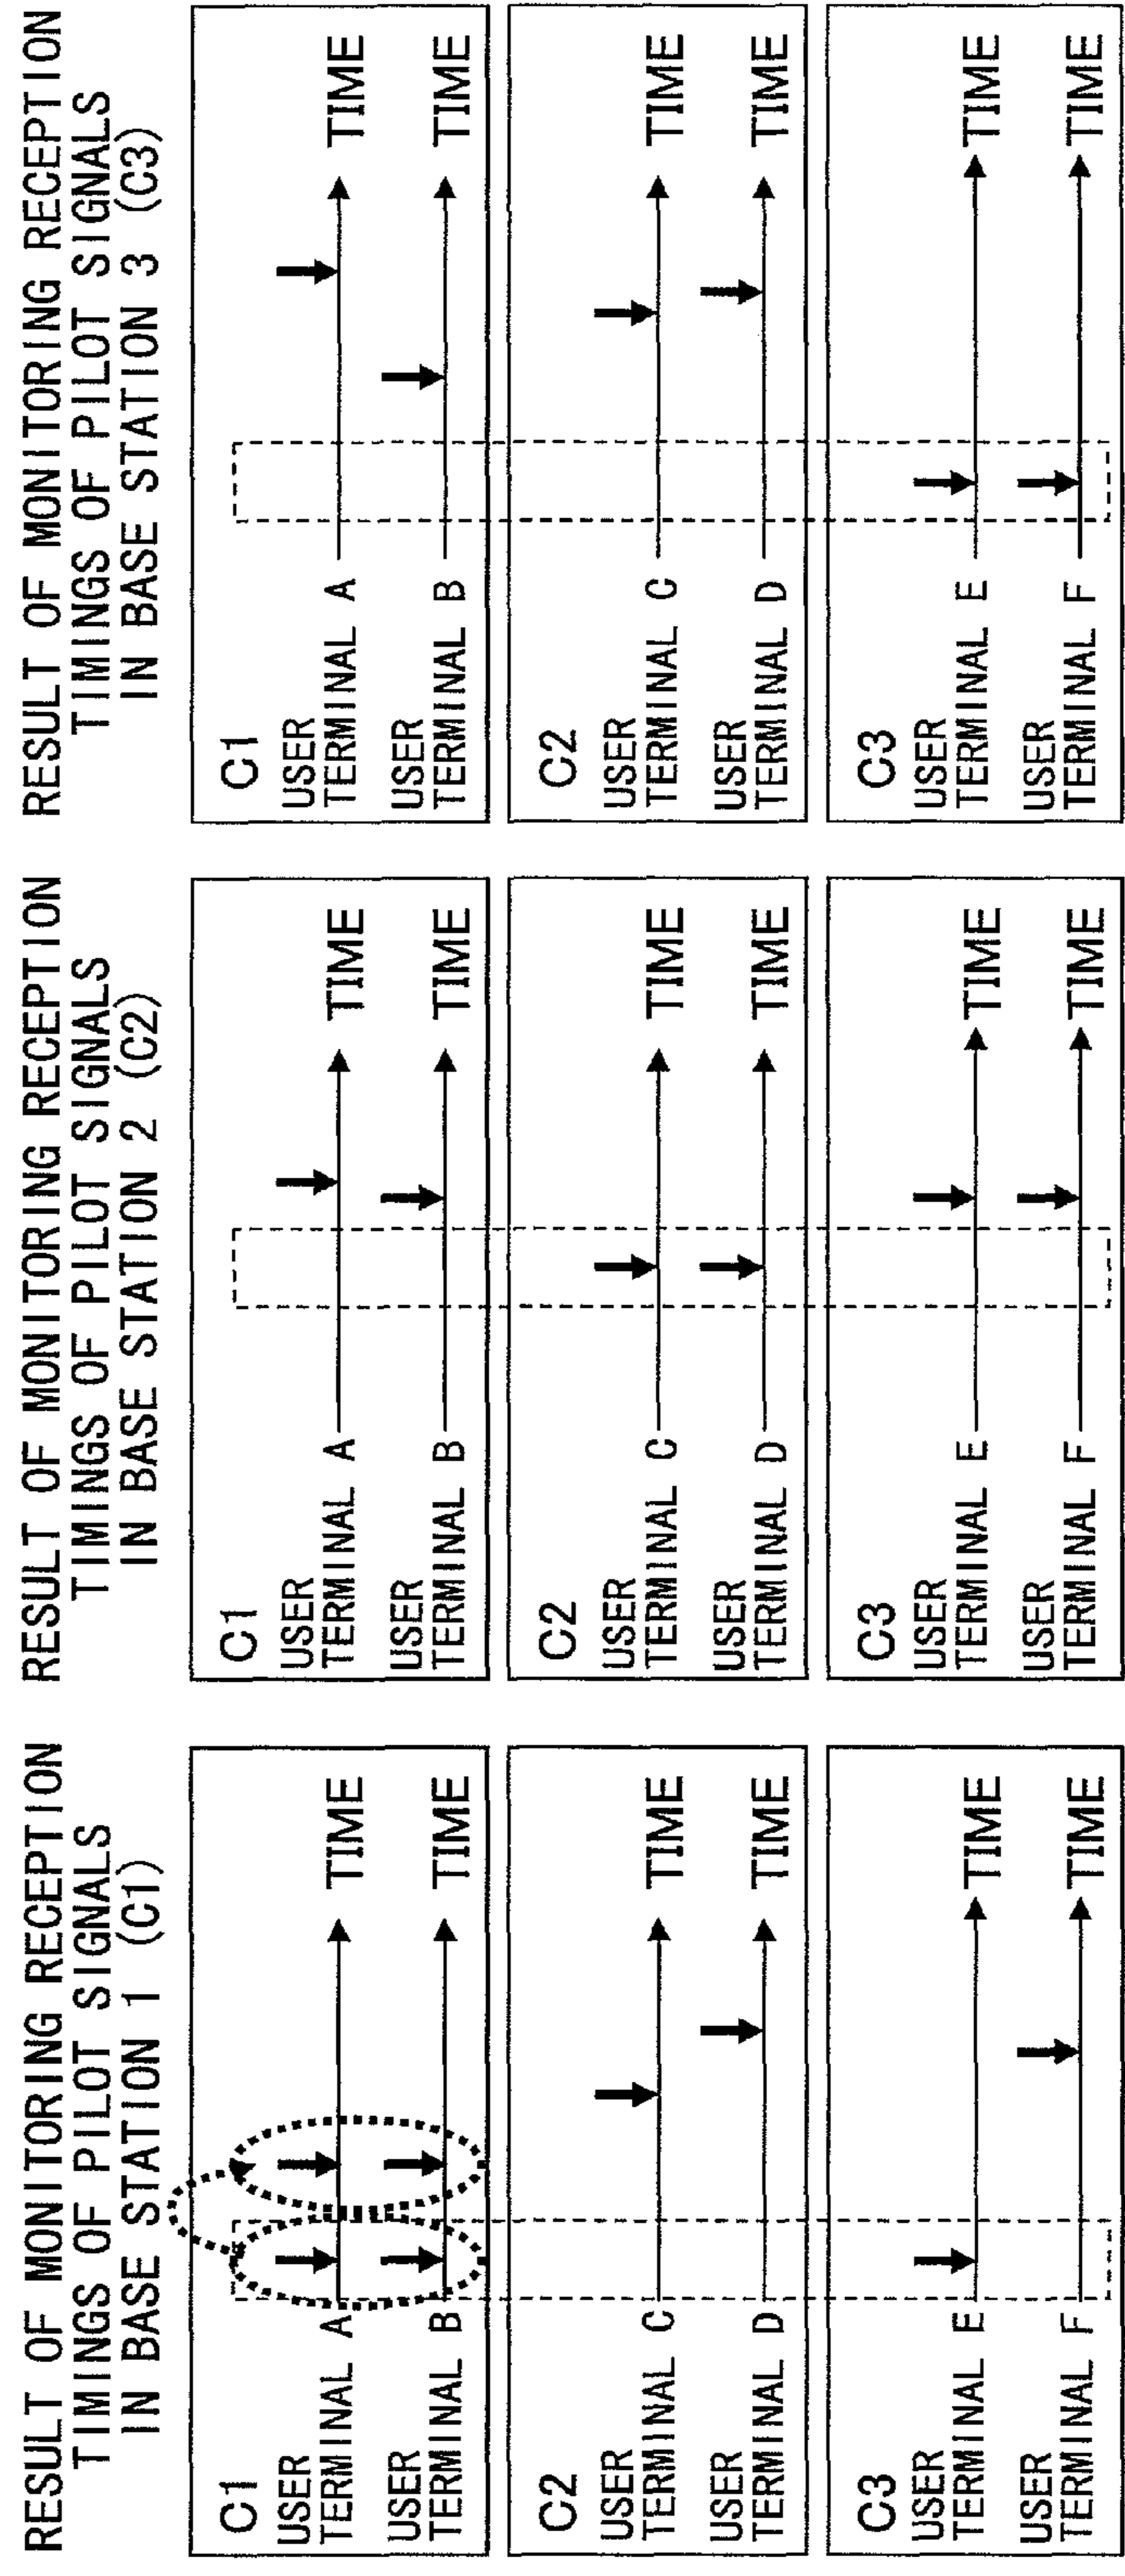 RESULT OF MONITORING RECEPTION
TIMINGS OF PILOT SIGNALS
IN BASE STATION 1 (C1)
C1
USER
TERMINAL A
TIME
USER
TERMINAL B
TIME
C2
USER
TERMINAL C
TIME
USER
TERMINAL D
TIME
C3
USER
TERMINAL E
TIME
USER
TERMINAL F
TIME
RESULT OF MONITORING RECEPTION
TIMINGS OF PILOT SIGNALS
IN BASE STATION 2 (C2)
C1
USER
TERMINAL A
TIME
USER
TERMINAL B
TIME
C2
USER
TERMINAL C
TIME
USER
TERMINAL D
TIME
C3
USER
TERMINAL E
TIME
USER
TERMINAL F
TIME
RESULT OF MONITORING RECEPTION
TIMINGS OF PILOT SIGNALS
IN BASE STATION 3 (C3)
C1
USER
TERMINAL A
TIME
USER
TERMINAL B
TIME
C2
USER
TERMINAL C
TIME
USER
TERMINAL D
TIME
C3
USER
TERMINAL E
TIME
USER
TERMINAL F
TIME